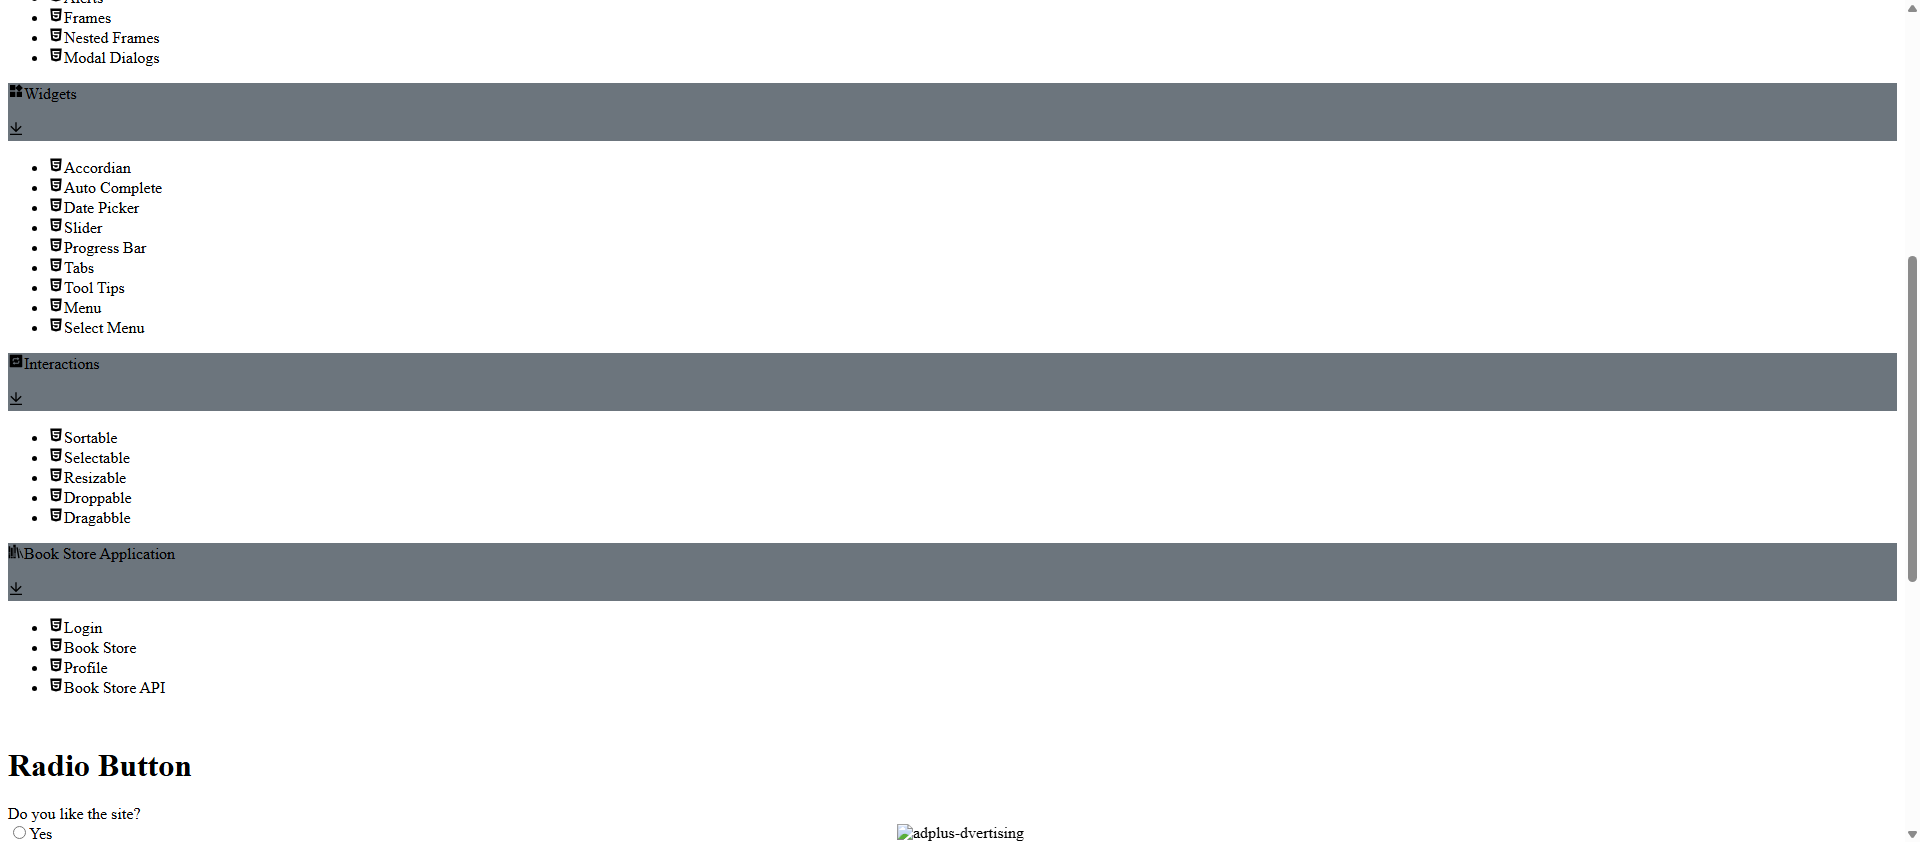 Frames
Nested Frames
Modal Dialogs
Widgets
Accordian
Auto Complete
Date Picker
Slider
Progress Bar
Tabs
Tool Tips
Menu
Select Menu
Interactions
Sortable
Selectable
Resizable
Droppable
Dragabble
Book Store Application
Login
Book Store
Profile
Book Store API
Radio Button
Do you like the site?
Yes
adplus-dvertising